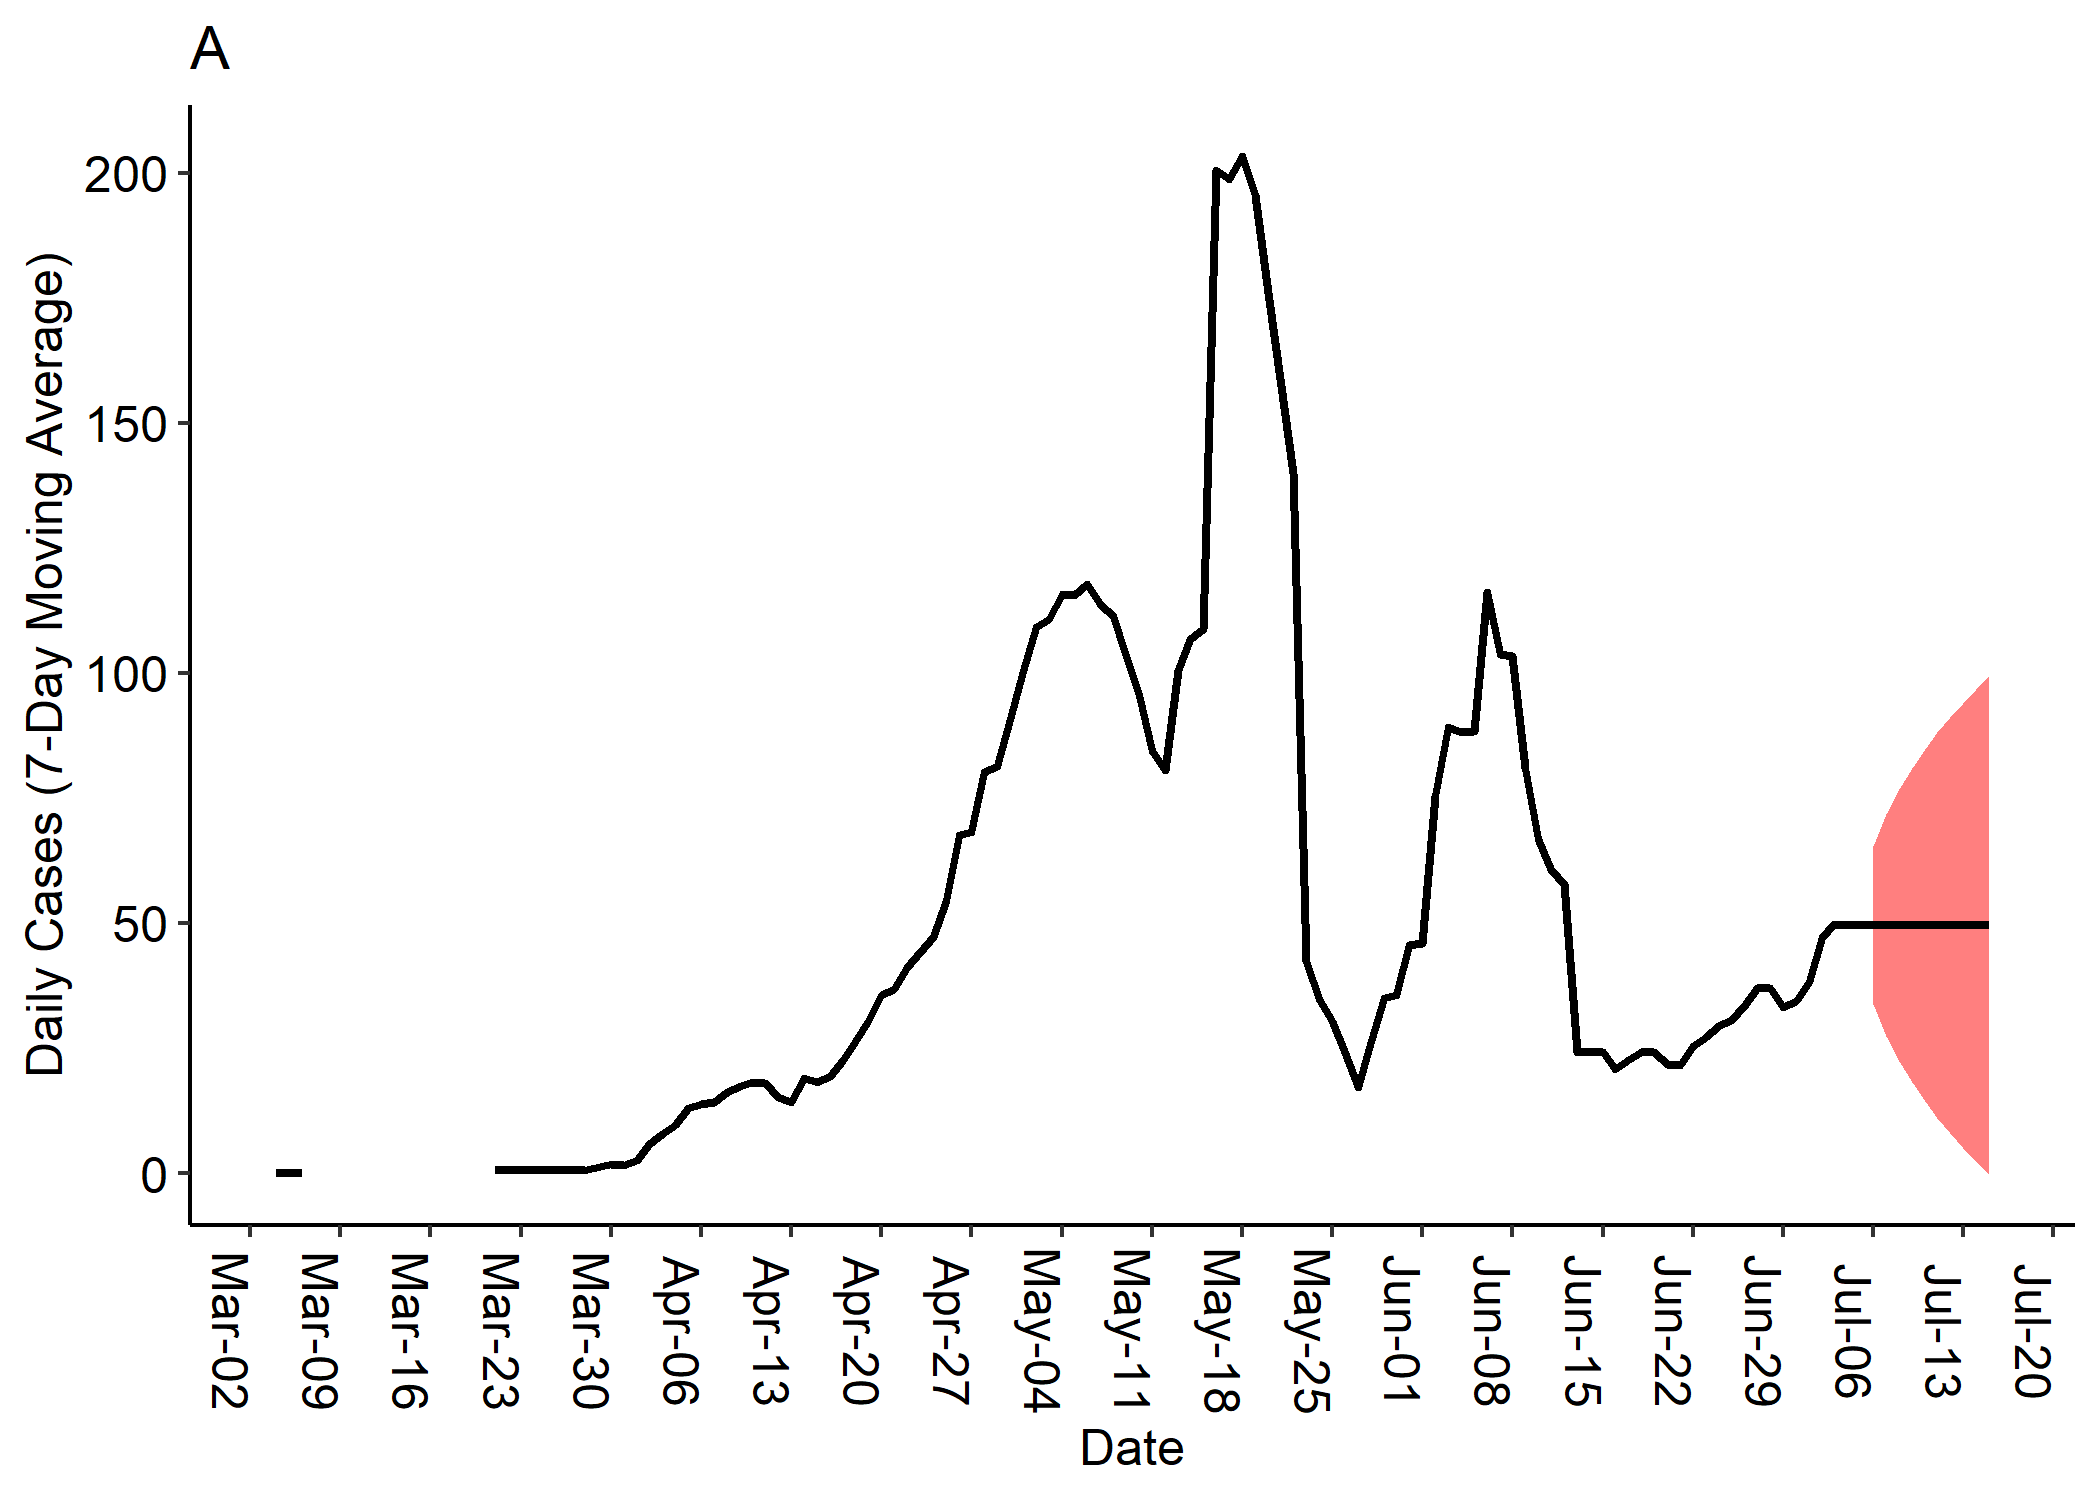 A
Daily Cases (7-Day Moving Average)
200
150
100
50
0
Mar-02
Mar-09
Mar-16
Mar-23
Mar-30
Apr-06
Apr-13
Apr-20
Apr-27
May-04
May-11
May-18
May-25
Jun-01
Jun-08
Jun-15
Jun-22
Jun-29
Jul-06
Jul-13
Jul-20
Date